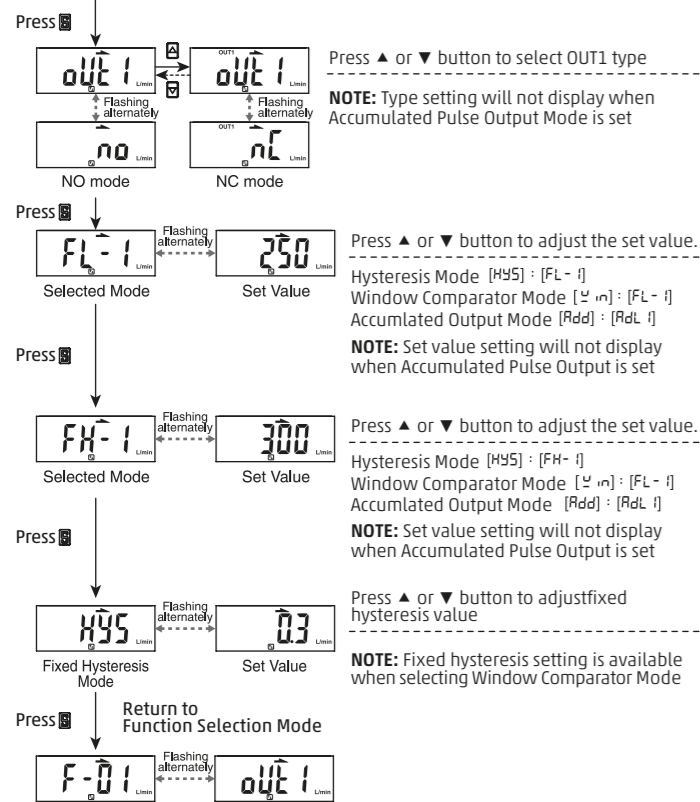 Press S
OUT1
oUt 1 L/min
oUt 1 L/min
Press ▲ or ▼ button to select OUT1 type
Flashing alternately
Flashing alternately
NOTE: Type setting will not display when
Accumulated Pulse Output Mode is set
OUT1
no L/min
nC L/min
NO mode
NC mode
Press S
FL-1 L/min
Flashing alternately
250 L/min
Selected Mode
Set Value
Press ▲ or ▼ button to adjust the set value.
Hysteresis Mode [HYS] : [FL-1]
Window Comparator Mode [Win] : [FL-1]
Accumlated Output Mode [Add] : [AdL1]
NOTE: Set value setting will not display
when Accumulated Pulse Output is set
Press S
FH-1 L/min
Flashing alternately
300 L/min
Selected Mode
Set Value
Press ▲ or ▼ button to adjust the set value.
Hysteresis Mode [HYS] : [FH-1]
Window Comparator Mode [Win] : [FL-1]
Accumlated Output Mode [Add] : [AdL1]
NOTE: Set value setting will not display
when Accumulated Pulse Output is set
Press S
HYS L/min
Flashing alternately
0.3 L/min
Fixed Hysteresis
Mode
Set Value
Press ▲ or ▼ button to adjustfixed
hysteresis value
NOTE: Fixed hysteresis setting is available
when selecting Window Comparator Mode
Press S
Return to
Function Selection Mode
F-01 L/min
Flashing alternately
oUt 1 L/min